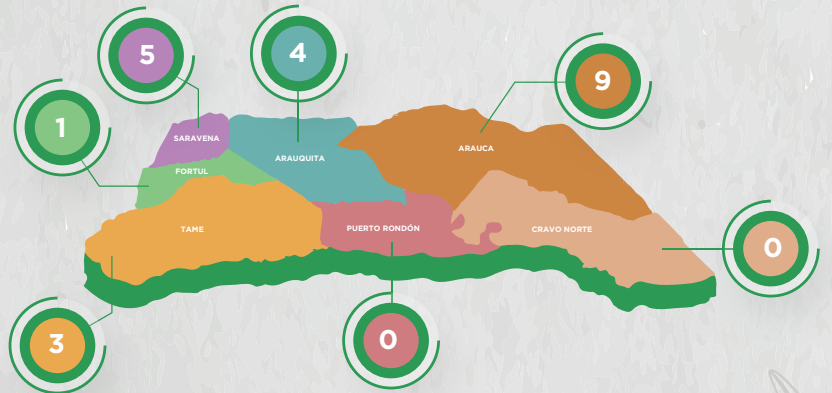 5
4
9
1
SARAVENA
ARAUQUITA
ARAUCA
FORTUL
TAME
PUERTO RONDÓN
CRAVO NORTE
0
3
0